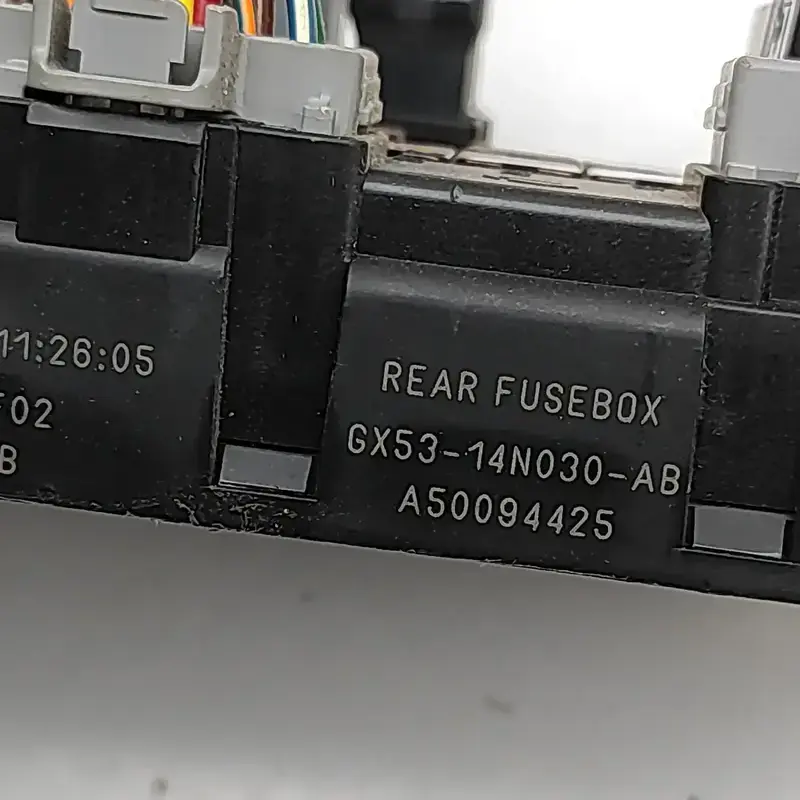 11:26:05
F02
B
REAR FUSEBOX
GX53-14N030-AB
A50094425